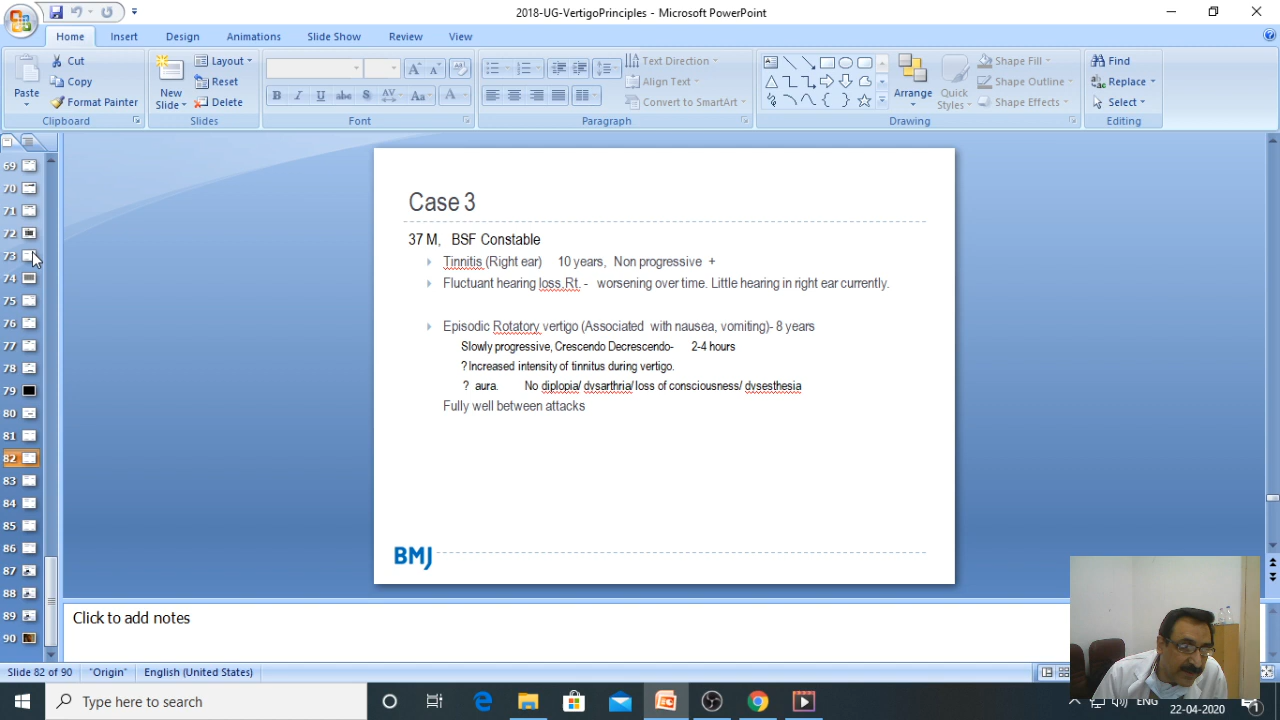 2018-UG-VertigoPrinciples - Microsoft PowerPoint
Home Insert Design Animations Slide Show Review View
Cut Layout Text Direction Shape Fill Find
Copy Reset Align Text Shape Outline Replace
Paste Format Painter New Slide Delete Convert to SmartArt Arrange Quick Styles Shape Effects Select
Clipboard Slides Font Paragraph Drawing Editing
69
70
71
72
73
74
75
76
77
78
79
80
81
82
83
84
85
86
87
88
89
90
Case 3
37 M, BSF Constable
Tinnitis (Right ear) 10 years, Non progressive +
Fluctuant hearing loss.Rt. - worsening over time. Little hearing in right ear currently.
Episodic Rotatory vertigo (Associated with nausea, vomiting)- 8 years
Slowly progressive, Crescendo Decrescendo- 2-4 hours
? Increased intensity of tinnitus during vertigo.
? aura. No diplopia/ dysarthria/ loss of consciousness/ dysesthesia
Fully well between attacks
BMJ
Click to add notes
Slide 82 of 90 "Origin" English (United States)
Type here to search
ENG
22-04-2020
1